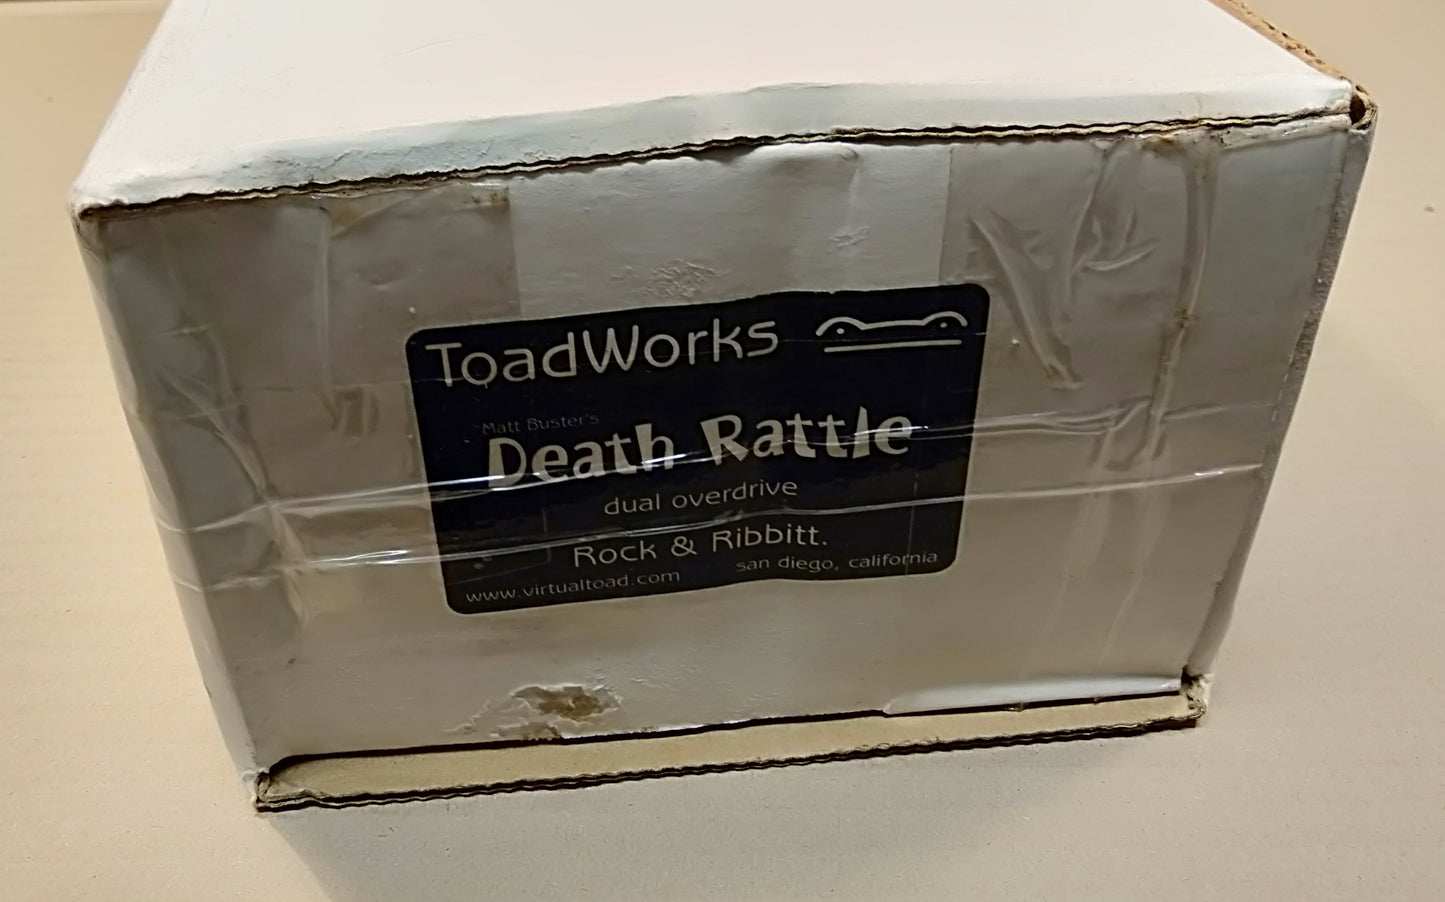 ToadWorks
Matt Buster's
Death Rattle
dual overdrive
Rock & Ribbitt.
www.virtualtoad.com
san diego, california